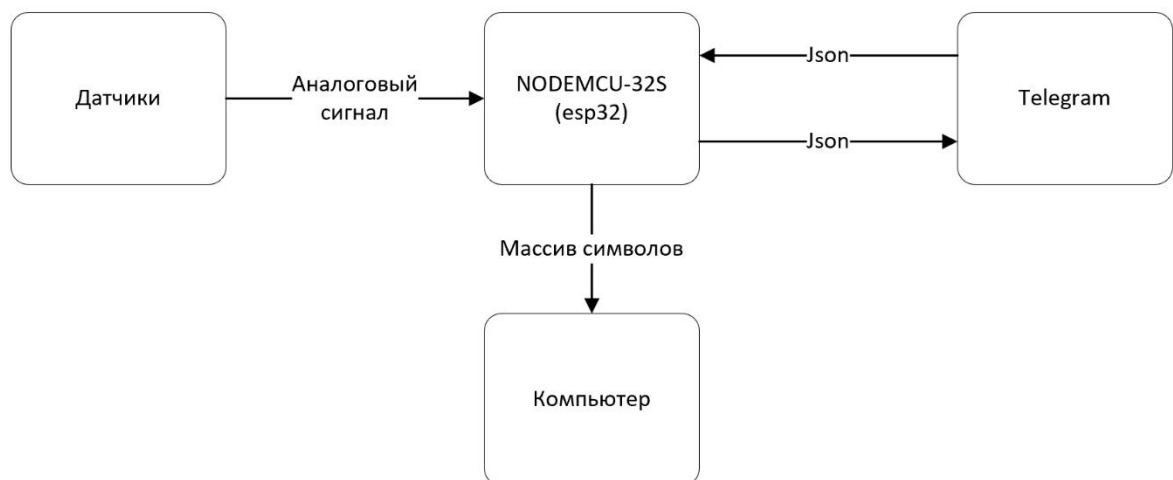 Датчики
Аналоговый
сигнал
NODEMCU-32S
(esp32)
Json
Json
Telegram
Массив символов
Компьютер